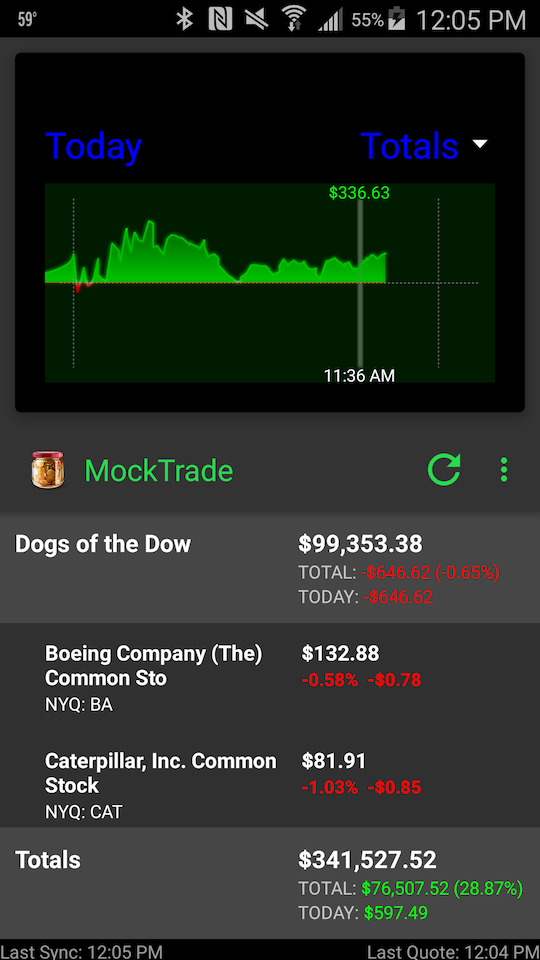 59° 55% 12:05 PM
Today Totals
$336.63
11:36 AM
MockTrade
Dogs of the Dow $99,353.38
TOTAL: -$646.62 (-0.65%)
TODAY: -$646.62
Boeing Company (The) $132.88
Common Sto -0.58% -$0.78
NYQ: BA
Caterpillar, Inc. Common $81.91
Stock -1.03% -$0.85
NYQ: CAT
Totals $341,527.52
TOTAL: $76,507.52 (28.87%)
TODAY: $597.49
Last Sync: 12:05 PM Last Quote: 12:04 PM